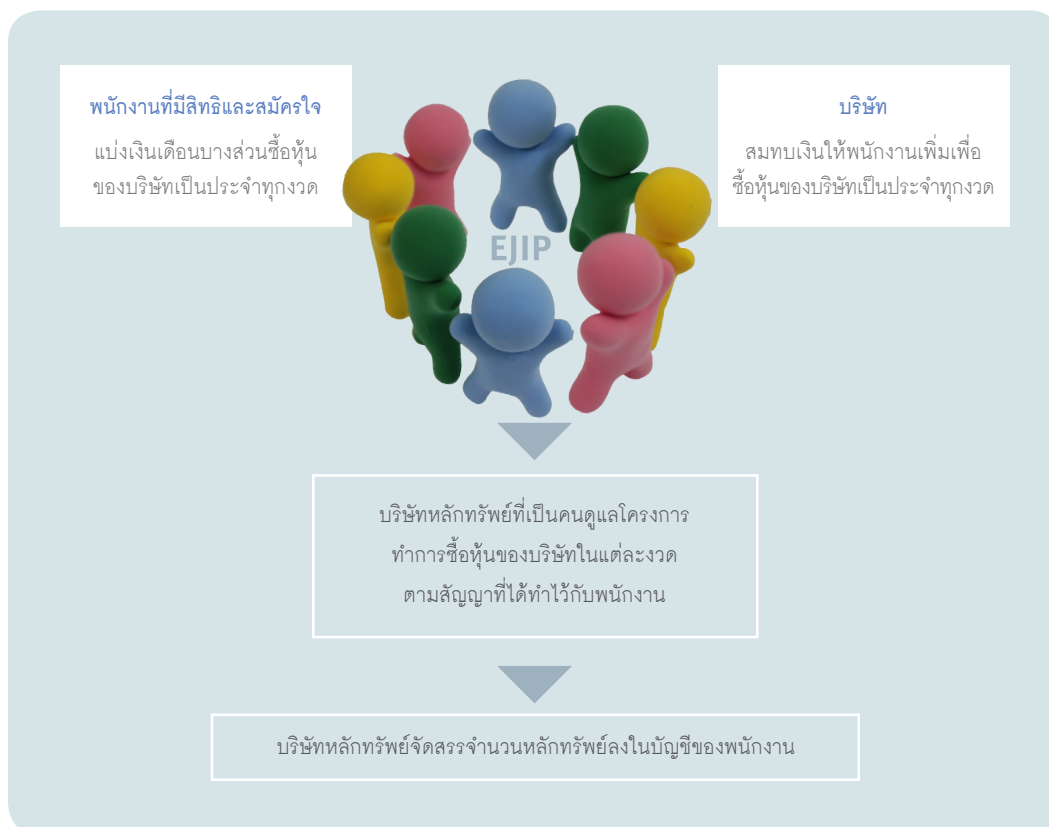 พนักงานที่มีสิทธิและสมัครใจ
แบ่งเงินเดือนบางส่วนซื้อหุ้น
ของบริษัทเป็นประจำทุกงวด
บริษัท
สมทบเงินให้พนักงานเพิ่มเพื่อ
ซื้อหุ้นของบริษัทเป็นประจำทุกงวด
EJIP
บริษัทหลักทรัพย์ที่เป็นคนดูแลโครงการ
ทำการซื้อหุ้นของบริษัทในแต่ละงวด
ตามสัญญาที่ได้ทำไว้กับพนักงาน
บริษัทหลักทรัพย์จัดสรรจำนวนหลักทรัพย์ลงในบัญชีของพนักงาน